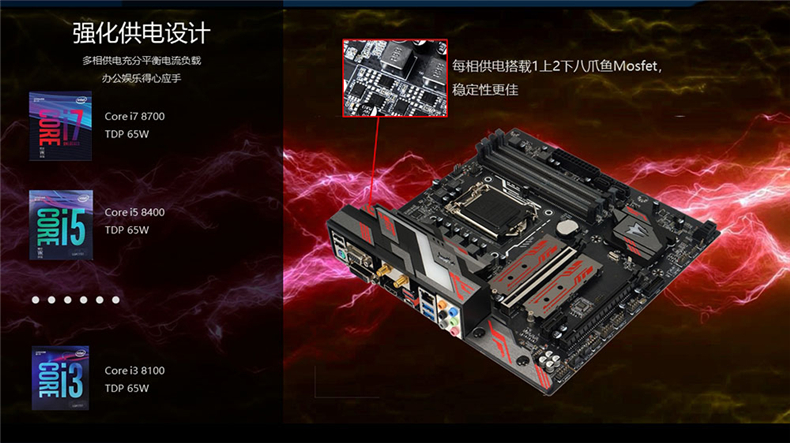 强化供电设计
多相供电充分平衡电流负载
办公娱乐得心应手
每相供电搭载1上2下八爪鱼Mosfet，
稳定性更佳
intel
CORE
i7
Core i7 8700
TDP 65W
CORE
i5
Core i5 8400
TDP 65W
intel
CORE
i3
Core i3 8100
TDP 65W